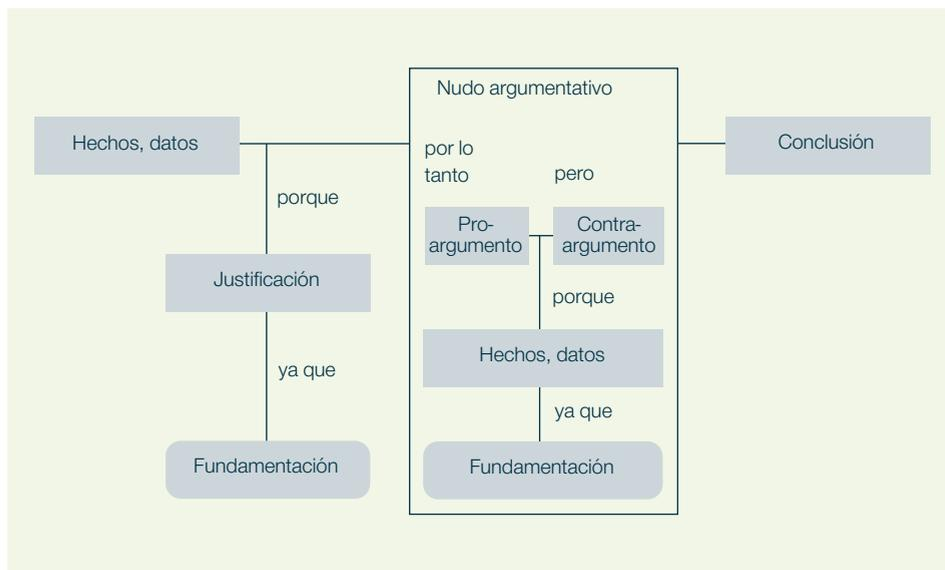 Nudo argumentativo
Hechos, datos
Conclusión
por lo
tanto
pero
porque
Pro-
argumento
Contra-
argumento
Justificación
porque
Hechos, datos
ya que
ya que
Fundamentación
Fundamentación